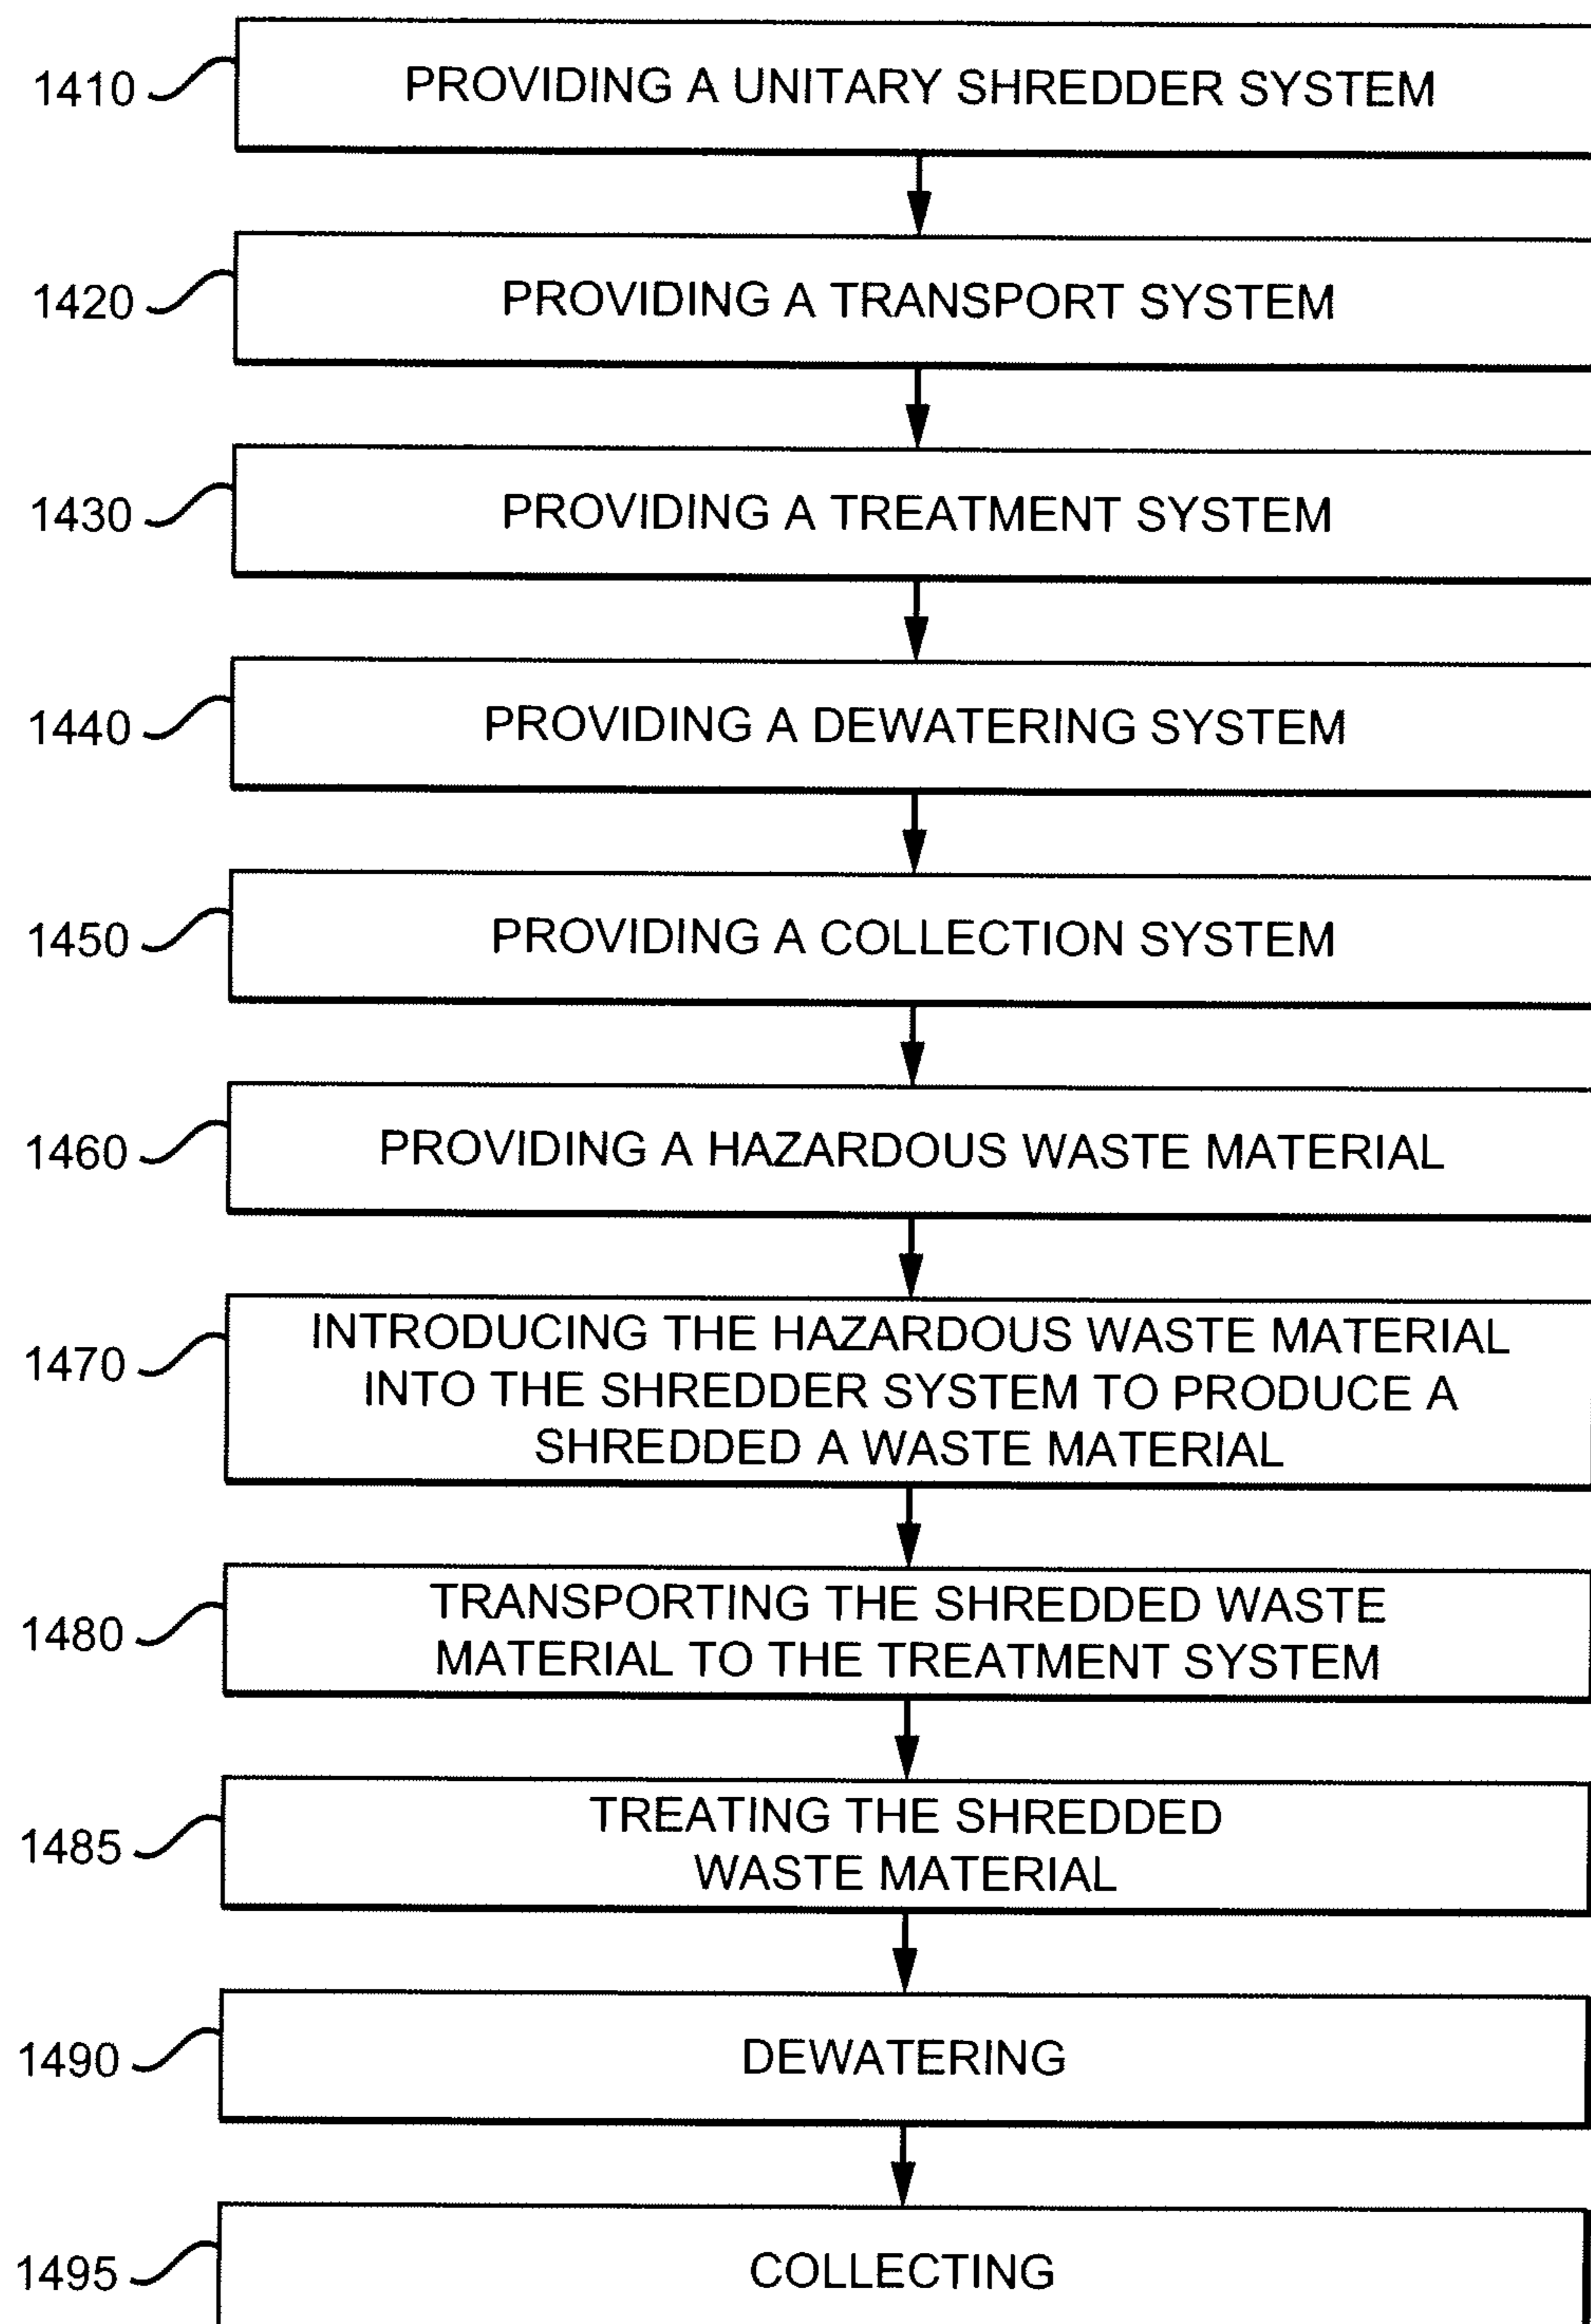 1410
PROVIDING A UNITARY SHREDDER SYSTEM
1420
PROVIDING A TRANSPORT SYSTEM
1430
PROVIDING A TREATMENT SYSTEM
1440
PROVIDING A DEWATERING SYSTEM
1450
PROVIDING A COLLECTION SYSTEM
1460
PROVIDING A HAZARDOUS WASTE MATERIAL
1470
INTRODUCING THE HAZARDOUS WASTE MATERIAL
INTO THE SHREDDER SYSTEM TO PRODUCE A
SHREDDED A WASTE MATERIAL
1480
TRANSPORTING THE SHREDDED WASTE
MATERIAL TO THE TREATMENT SYSTEM
1485
TREATING THE SHREDDED
WASTE MATERIAL
1490
DEWATERING
1495
COLLECTING